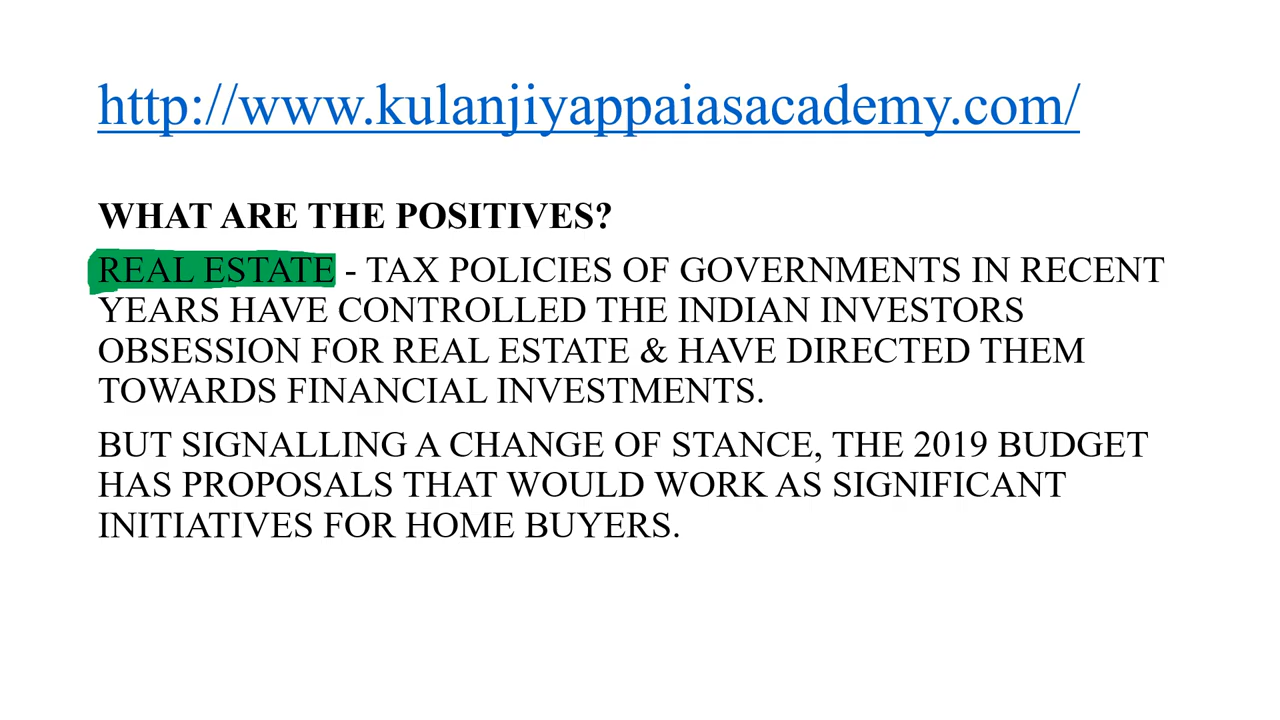 http://www.kulanjiyappaiasacademy.com/
WHAT ARE THE POSITIVES?
REAL ESTATE - TAX POLICIES OF GOVERNMENTS IN RECENT
YEARS HAVE CONTROLLED THE INDIAN INVESTORS
OBSESSION FOR REAL ESTATE & HAVE DIRECTED THEM
TOWARDS FINANCIAL INVESTMENTS.
BUT SIGNALLING A CHANGE OF STANCE, THE 2019 BUDGET
HAS PROPOSALS THAT WOULD WORK AS SIGNIFICANT
INITIATIVES FOR HOME BUYERS.